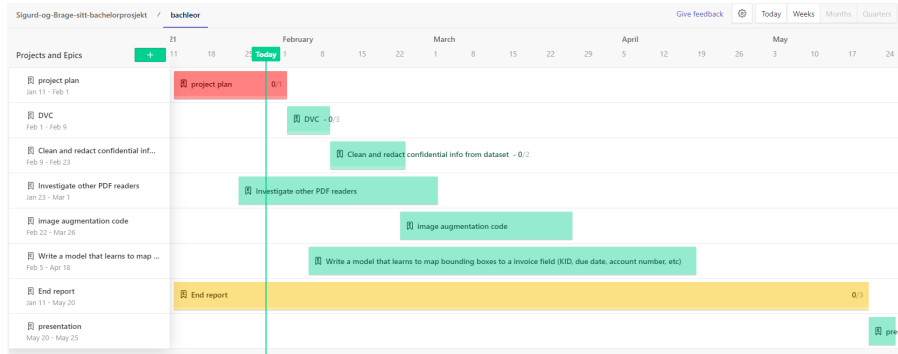 Sigurd-og-Brage-sitt-bachelorprosjekt / bachleor
Give feedback Today Weeks Months Quarters
21 February March April May
Projects and Epics + 11 18 25 Today 1 8 15 22 1 8 15 22 29 5 12 19 26 3 10 17 24
project plan
Jan 11 - Feb 1
project plan 0/1
DVC
Feb 1 - Feb 9
DVC - 0/3
Clean and redact confidential inf...
Feb 9 - Feb 23
Clean and redact confidential info from dataset - 0/2
Investigate other PDF readers
Jan 23 - Mar 1
Investigate other PDF readers
image augmentation code
Feb 22 - Mar 26
image augmentation code
Write a model that learns to map ...
Feb 5 - Apr 18
Write a model that learns to map bounding boxes to a invoice field (KID, due date, account number, etc)
End report
Jan 11 - May 20
End report 0/3
presentation
May 20 - May 25
pre